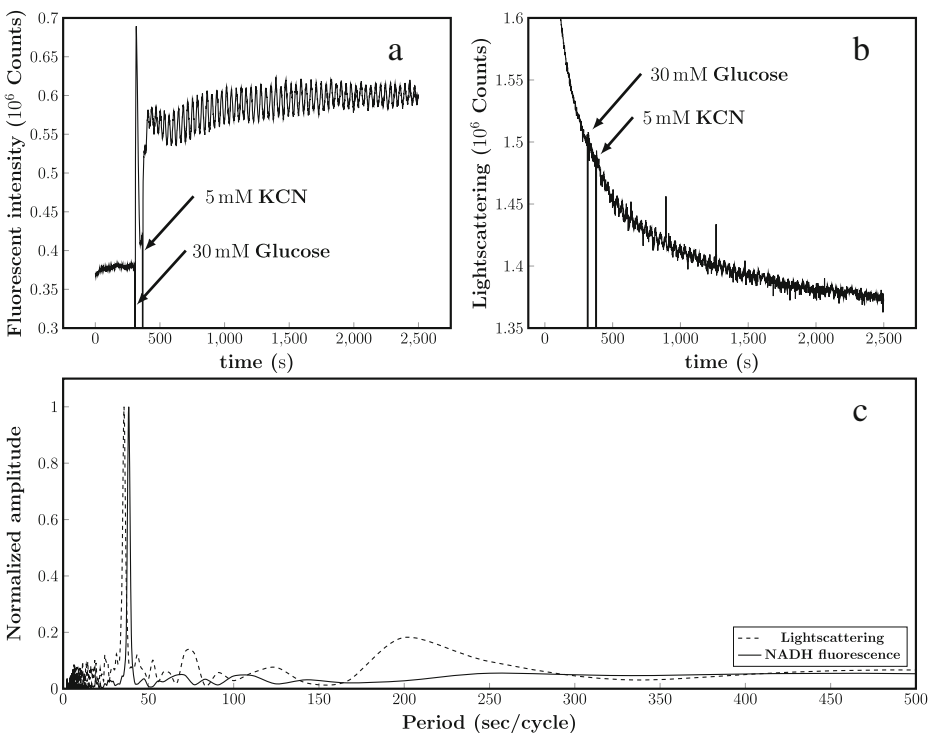 a
0.7
0.65
0.6
0.55
0.5
0.45
0.4
0.35
0.3
Fluorescent intensity (10⁶ Counts)
5 mM KCN
30 mM Glucose
0 500 1,000 1,500 2,000 2,500
time (s)
b
1.6
1.55
1.5
1.45
1.4
1.35
Lightscattering (10⁶ Counts)
30 mM Glucose
5 mM KCN
0 500 1,000 1,500 2,000 2,500
time (s)
c
1
0.8
0.6
0.4
0.2
0
Normalized amplitude
Lightscattering
NADH fluorescence
0 50 100 150 200 250 300 350 400 450 500
Period (sec/cycle)